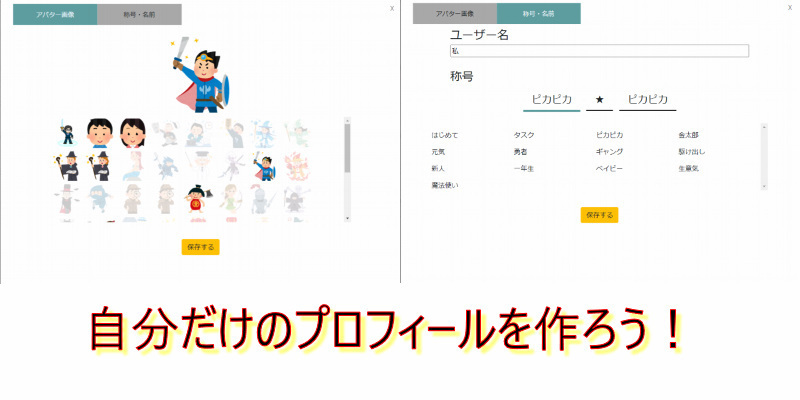 アバター画像
称号・名前
x
保存する
アバター画像
称号・名前
x
ユーザー名
私
称号
ピカピカ
★
ピカピカ
はじめて
タスク
ピカピカ
金太郎
元気
勇者
ギャング
駆け出し
新人
一年生
ベイビー
生意気
魔法使い
保存する
自分だけのプロフィールを作ろう！